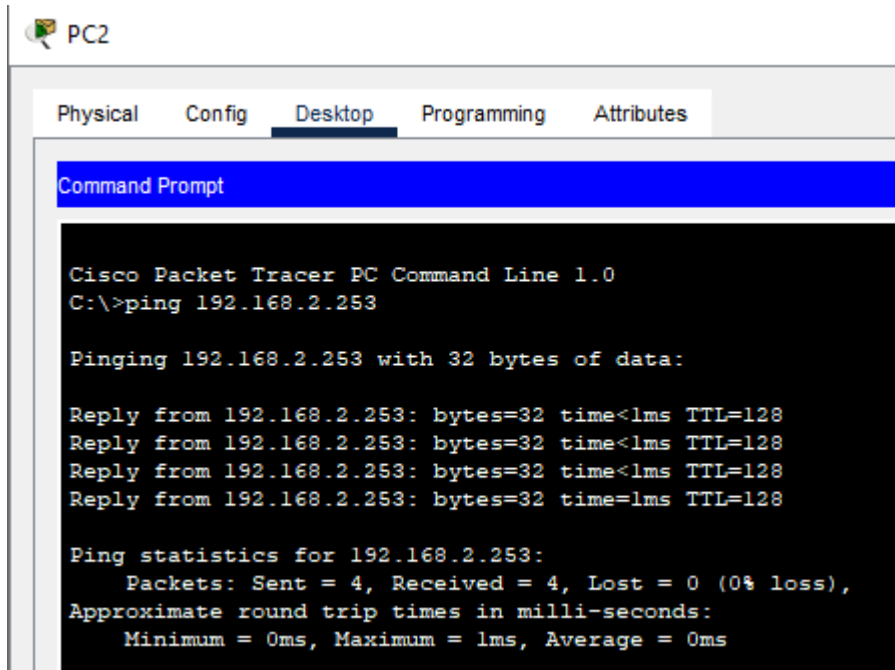 PC2
Physical Config Desktop Programming Attributes
Command Prompt
Cisco Packet Tracer PC Command Line 1.0
C:\>ping 192.168.2.253
Pinging 192.168.2.253 with 32 bytes of data:
Reply from 192.168.2.253: bytes=32 time<1ms TTL=128
Reply from 192.168.2.253: bytes=32 time<1ms TTL=128
Reply from 192.168.2.253: bytes=32 time<1ms TTL=128
Reply from 192.168.2.253: bytes=32 time=1ms TTL=128
Ping statistics for 192.168.2.253:
Packets: Sent = 4, Received = 4, Lost = 0 (0% loss),
Approximate round trip times in milli-seconds:
Minimum = 0ms, Maximum = 1ms, Average = 0ms